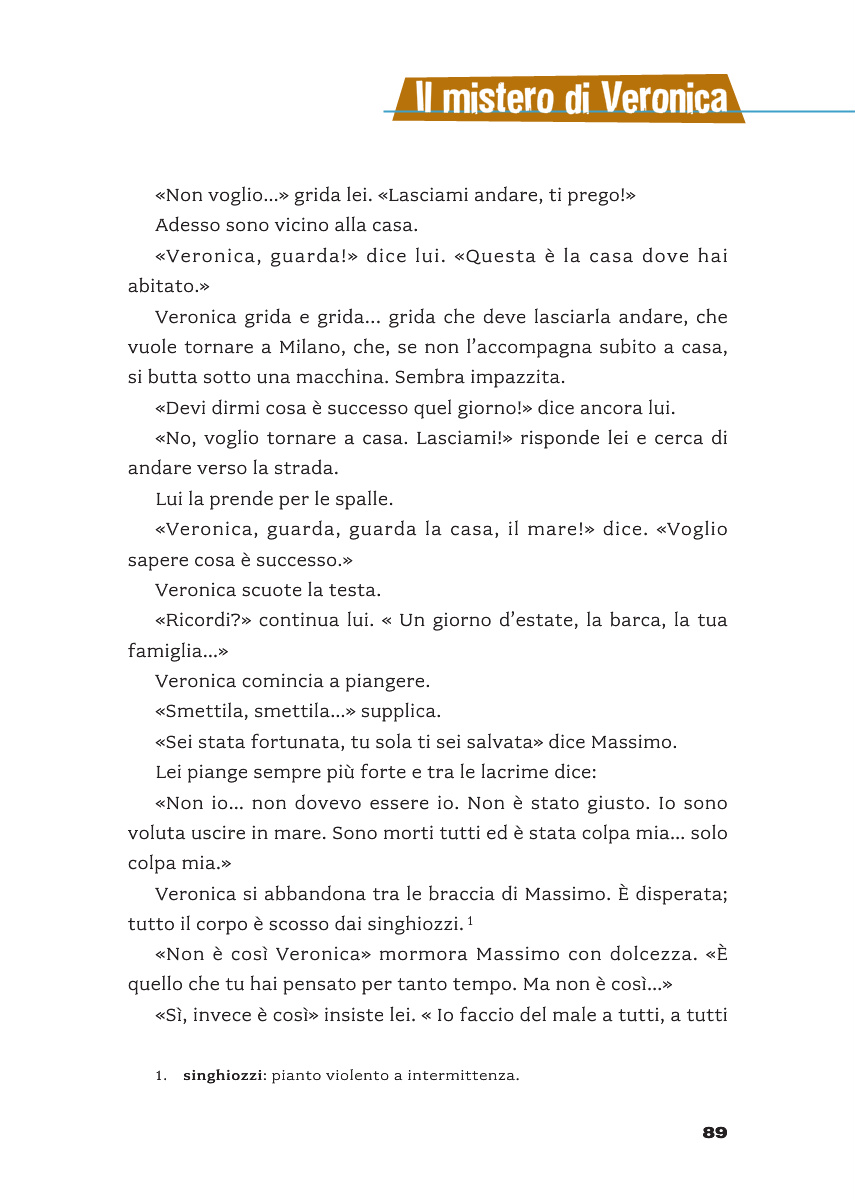 Il mistero di Veronica
«Non voglio...» grida lei. «Lasciami andare, ti prego!»
Adesso sono vicino alla casa.
«Veronica, guarda!» dice lui. «Questa è la casa dove hai
abitato.»
Veronica grida e grida... grida che deve lasciarla andare, che
vuole tornare a Milano, che, se non l'accompagna subito a casa,
si butta sotto una macchina. Sembra impazzita.
«Devi dirmi cosa è successo quel giorno!» dice ancora lui.
«No, voglio tornare a casa. Lasciami!» risponde lei e cerca di
andare verso la strada.
Lui la prende per le spalle.
«Veronica, guarda, guarda la casa, il mare!» dice. «Voglio
sapere cosa è successo.»
Veronica scuote la testa.
«Ricordi?» continua lui. « Un giorno d'estate, la barca, la tua
famiglia...»
Veronica comincia a piangere.
«Smettila, smettila...» supplica.
«Sei stata fortunata, tu sola ti sei salvata» dice Massimo.
Lei piange sempre più forte e tra le lacrime dice:
«Non io... non dovevo essere io. Non è stato giusto. Io sono
voluta uscire in mare. Sono morti tutti ed è stata colpa mia... solo
colpa mia.»
Veronica si abbandona tra le braccia di Massimo. È disperata;
tutto il corpo è scosso dai singhiozzi. 1
«Non è così Veronica» mormora Massimo con dolcezza. «È
quello che tu hai pensato per tanto tempo. Ma non è così...»
«Sì, invece è così» insiste lei. « Io faccio del male a tutti, a tutti
1. singhiozzi: pianto violento a intermittenza.
89